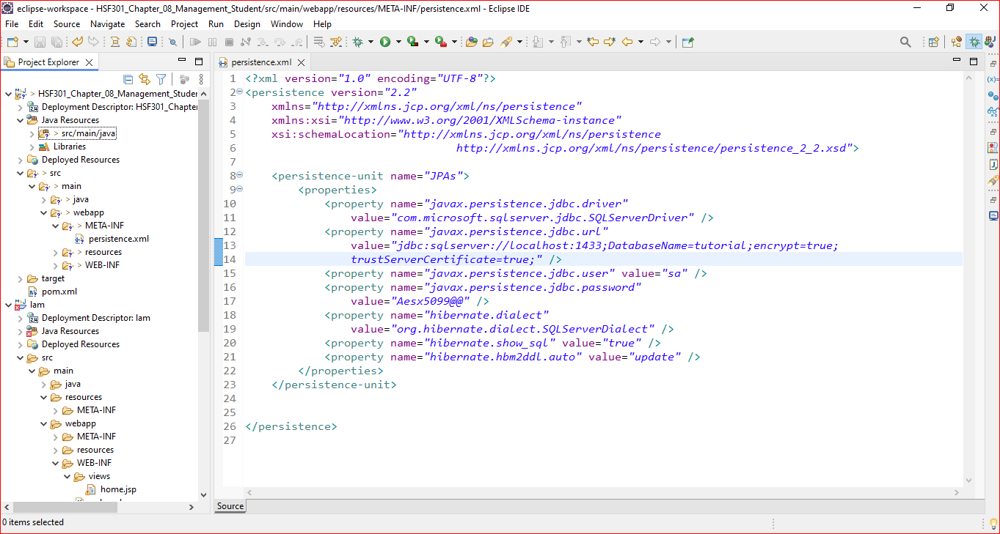 eclipse-workspace - HSF301_Chapter_08_Management_Student/src/main/webapp/resources/META-INF/persistence.xml - Eclipse IDE
File Edit Source Navigate Search Project Run Design Window Help
Project Explorer
> HSF301_Chapter_08_Management_Studer
Deployment Descriptor: HSF301_Chapte
Java Resources
> src/main/java
Libraries
Deployed Resources
> src
> main
> java
> webapp
> META-INF
persistence.xml
> resources
> WEB-INF
target
pom.xml
lam
Deployment Descriptor: lam
Java Resources
Deployed Resources
src
main
java
resources
META-INF
webapp
META-INF
resources
WEB-INF
views
home.jsp
persistence.xml
1 <?xml version="1.0" encoding="UTF-8"?>
2 <persistence version="2.2"
3 xmlns="http://xmlns.jcp.org/xml/ns/persistence"
4 xmlns:xsi="http://www.w3.org/2001/XMLSchema-instance"
5 xsi:schemaLocation="http://xmlns.jcp.org/xml/ns/persistence
6 http://xmlns.jcp.org/xml/ns/persistence/persistence_2_2.xsd">
7
8 <persistence-unit name="JPAs">
9 <properties>
10 <property name="javax.persistence.jdbc.driver"
11 value="com.microsoft.sqlserver.jdbc.SQLServerDriver" />
12 <property name="javax.persistence.jdbc.url"
13 value="jdbc:sqlserver://localhost:1433;DatabaseName=tutorial;encrypt=true;
14 trustServerCertificate=true;" />
15 <property name="javax.persistence.jdbc.user" value="sa" />
16 <property name="javax.persistence.jdbc.password"
17 value="Aesx5099@@" />
18 <property name="hibernate.dialect"
19 value="org.hibernate.dialect.SQLServerDialect" />
20 <property name="hibernate.show_sql" value="true" />
21 <property name="hibernate.hbm2ddl.auto" value="update" />
22 </properties>
23 </persistence-unit>
24
25
26 </persistence>
27
Source
0 items selected